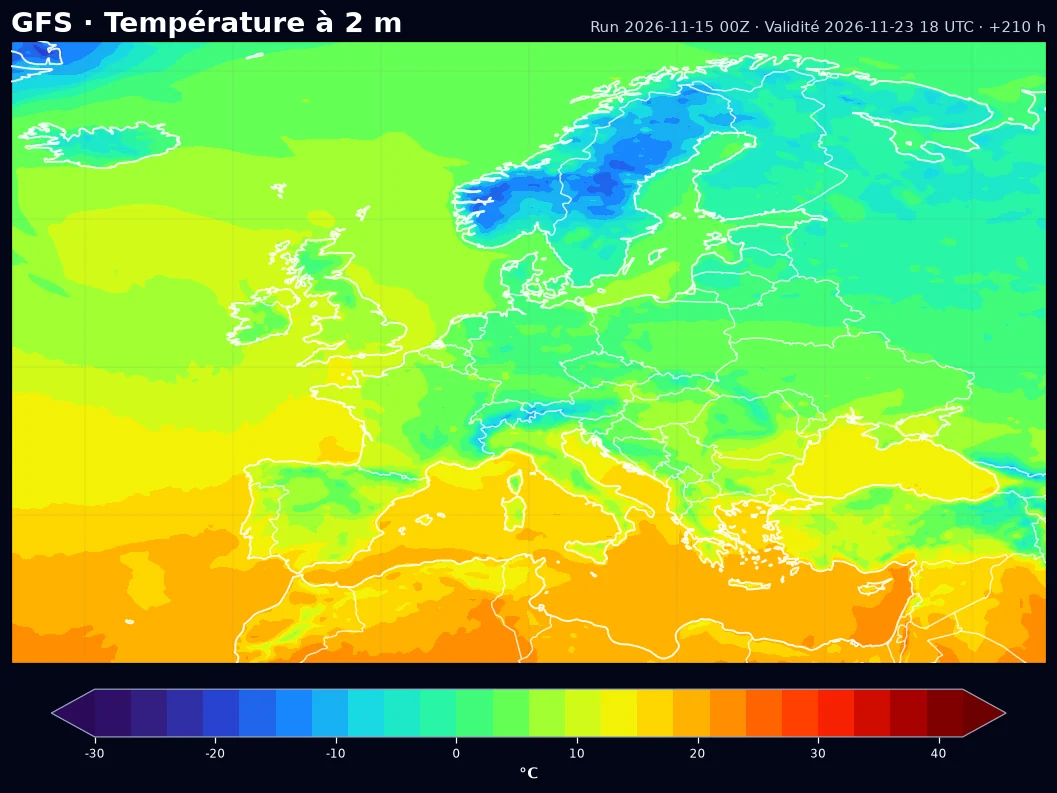 GFS · Température à 2 m
Run 2026-11-15 00Z · Validité 2026-11-23 18 UTC · +210 h
-30 -20 -10 0 10 20 30 40
°C